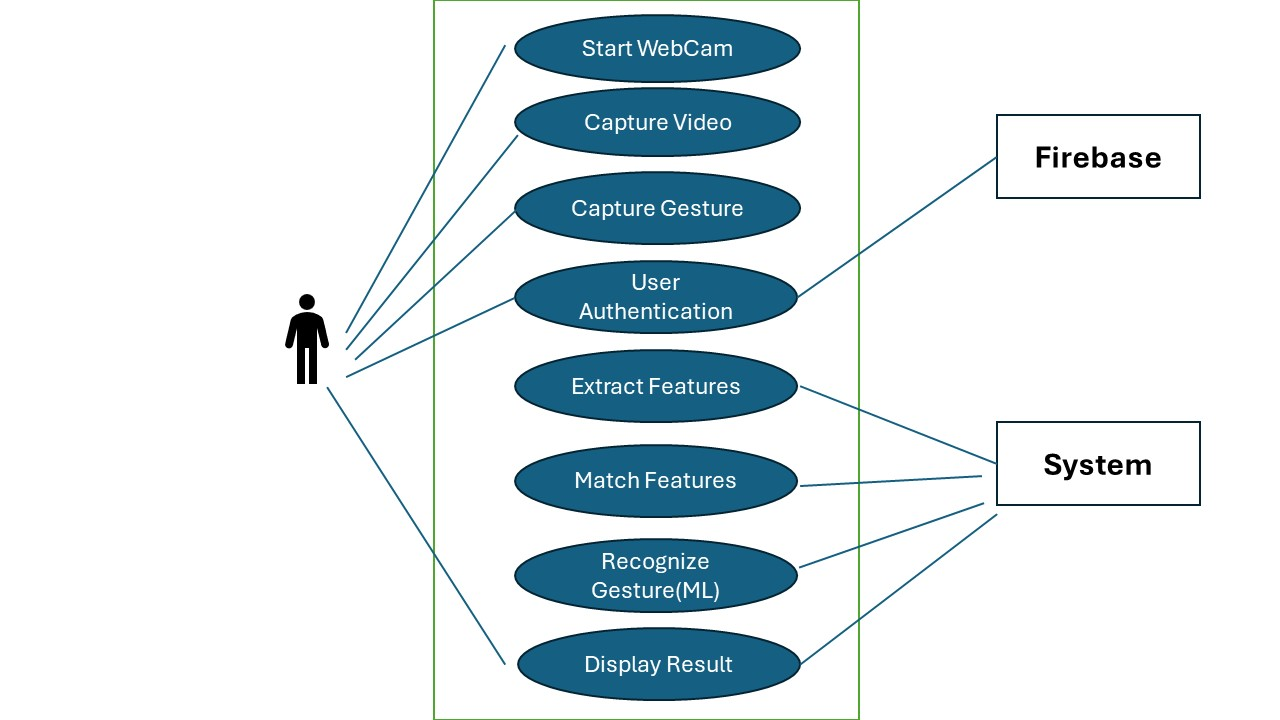 Start WebCam
Capture Video
Capture Gesture
User
Authentication
Extract Features
Match Features
Recognize
Gesture(ML)
Display Result
Firebase
System